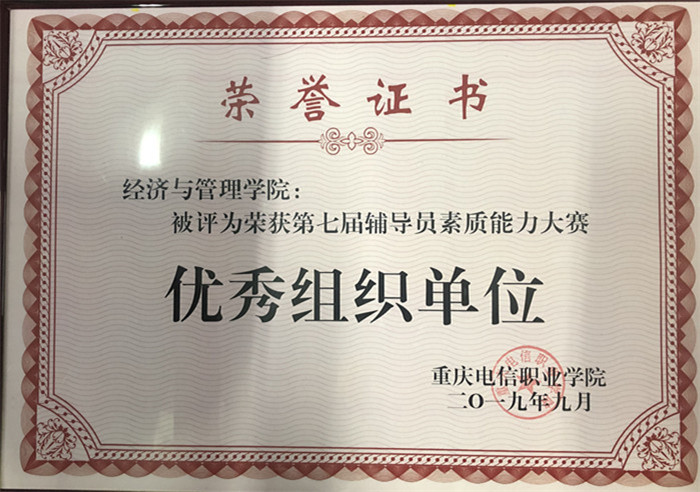 荣誉证书
经济与管理学院：
被评为荣获第七届辅导员素质能力大赛
优秀组织单位
重庆电信职业学院
二〇一九年九月